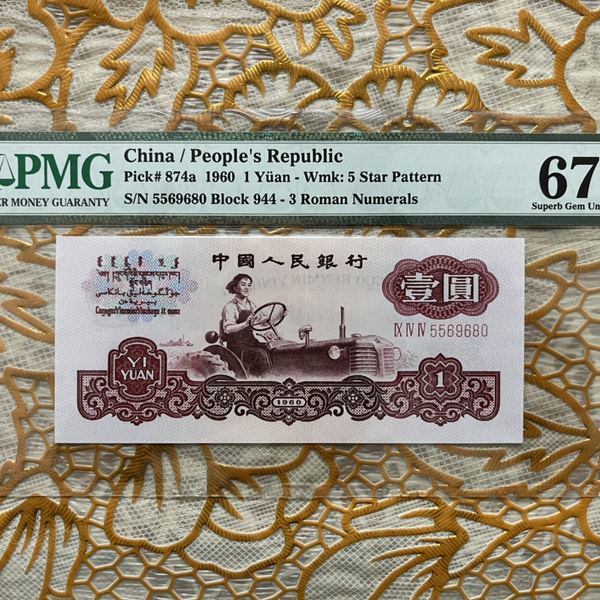 PMG
ER MONEY GUARANTY
China / People's Republic
Pick# 874a 1960 1 Yüan - Wmk: 5 Star Pattern
S/N 5569680 Block 944 - 3 Roman Numerals
67
Superb Gem Un
中國人民銀行
壹圓
IX IV IV 5569680
YI
YUAN
1960
1